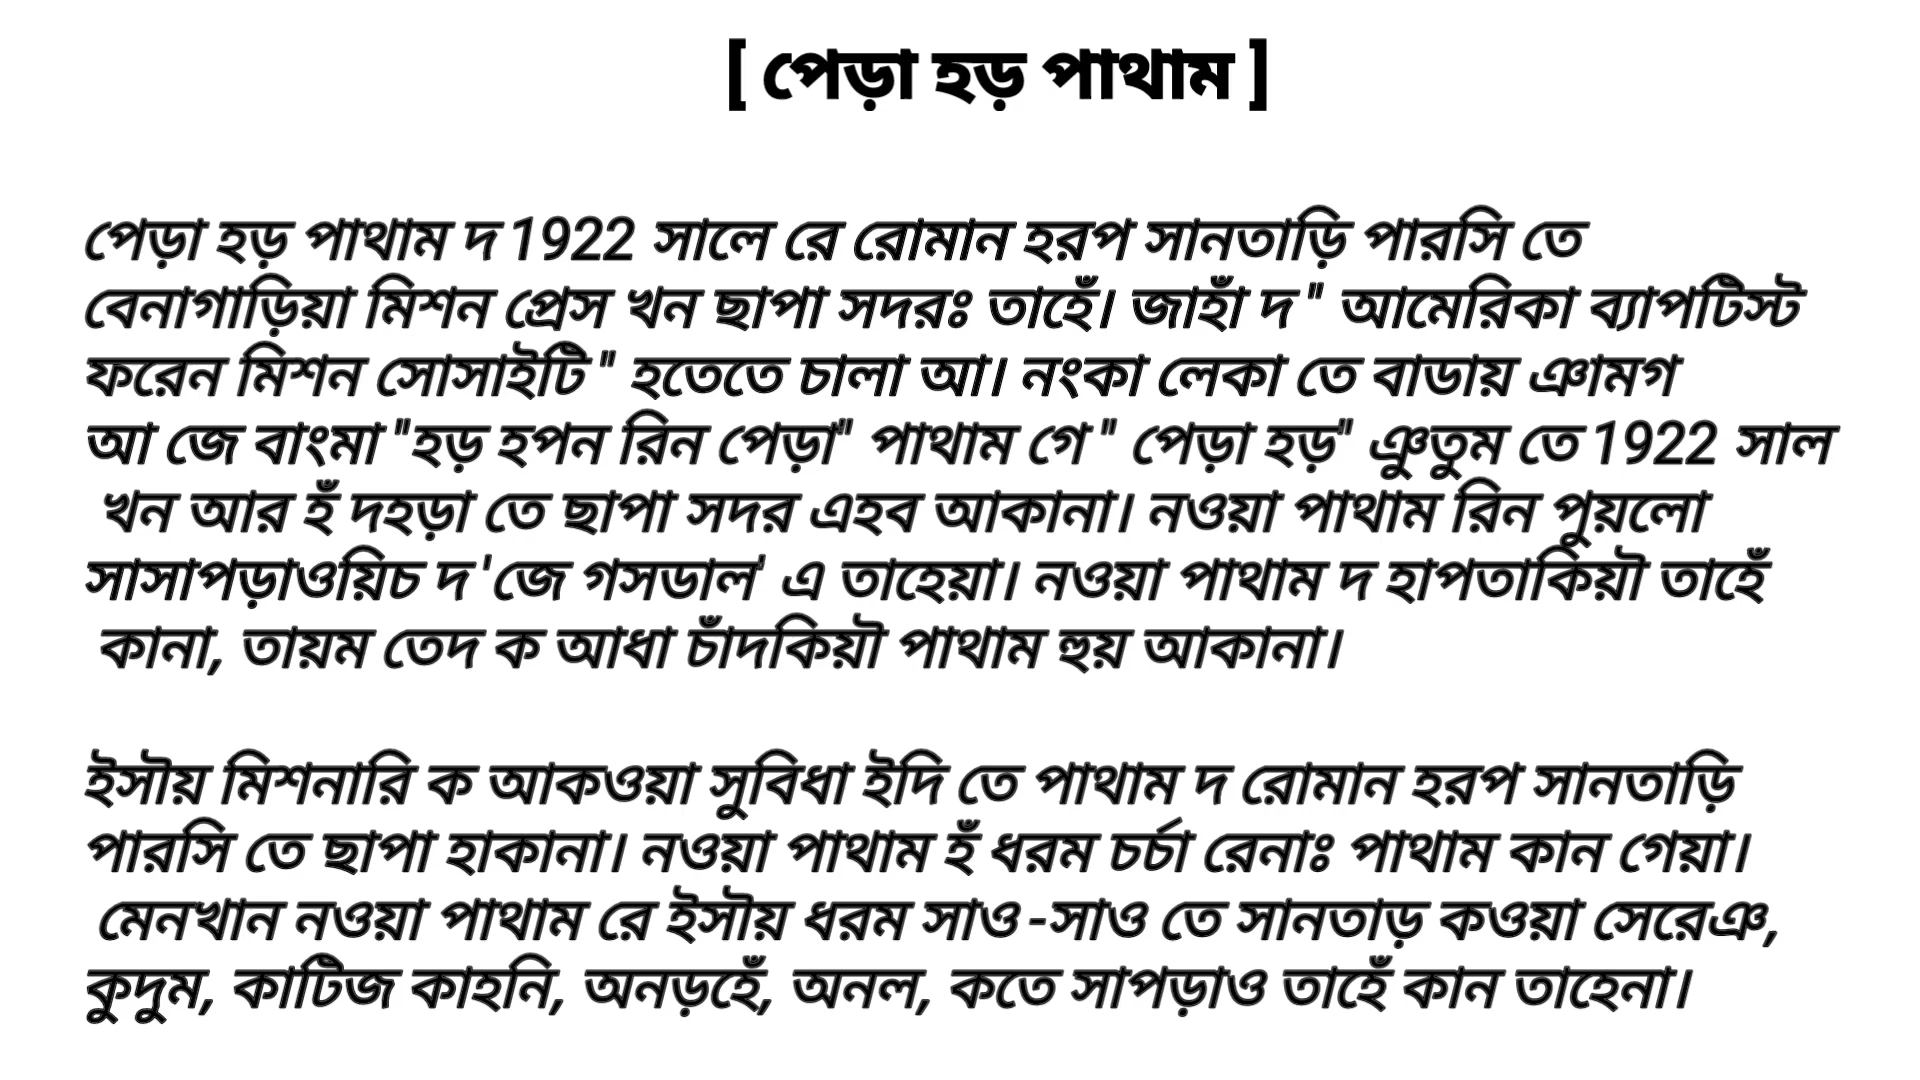 [ পেড়া হড় পাথাম ]
পেড়া হড় পাথাম দ 1922 সালে রে রোমান হরপ সানতাড়ি পারসি তে
বেনাগাড়িয়া মিশন প্রেস খন ছাপা সদরঃ তাহেঁ। জাহাঁ দ " আমেরিকা ব্যাপটিস্ট
ফরেন মিশন সোসাইটি " হতেতে চালা আ। নংকা লেকা তে বাডায় ঞামগ
আ জে বাংমা "হড় হপন রিন পেড়া" পাথাম গে " পেড়া হড়" ঞুতুম তে 1922 সাল
খন আর হঁ দহড়া তে ছাপা সদর এহব আকানা। নওয়া পাথাম রিন পুয়লো
সাসাপড়াওয়িচ দ 'জে গসডাল' এ তাহেয়া। নওয়া পাথাম দ হাপতাকিয়ৗ তাহেঁ
কানা, তায়ম তেদ ক আধা চাঁদকিয়ৗ পাথাম হুয় আকানা।
ইসৗয় মিশনারি ক আকওয়া সুবিধা ইদি তে পাথাম দ রোমান হরপ সানতাড়ি
পারসি তে ছাপা হাকানা। নওয়া পাথাম হঁ ধরম চর্চা রেনাঃ পাথাম কান গেয়া।
মেনখান নওয়া পাথাম রে ইসৗয় ধরম সাও -সাও তে সানতাড় কওয়া সেরেঞ,
কুদুম, কাটিজ কাহনি, অনড়হেঁ, অনল, কতে সাপড়াও তাহেঁ কান তাহেনা।